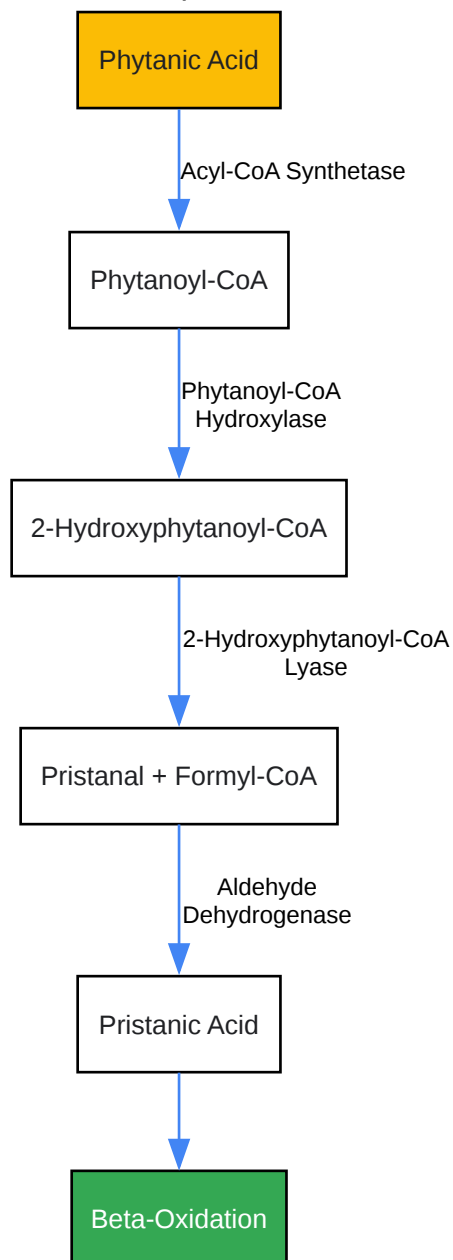 Phytanic Acid
Acyl-CoA Synthetase
Phytanoyl-CoA
Phytanoyl-CoA
Hydroxylase
2-Hydroxyphytanoyl-CoA
2-Hydroxyphytanoyl-CoA
Lyase
Pristanal + Formyl-CoA
Aldehyde
Dehydrogenase
Pristanic Acid
Beta-Oxidation